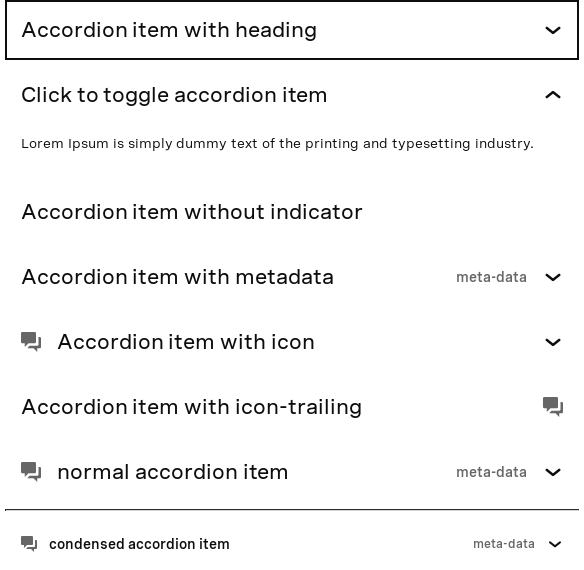 Accordion item with heading
Click to toggle accordion item
Lorem Ipsum is simply dummy text of the printing and typesetting industry.
Accordion item without indicator
Accordion item with metadata meta-data
Accordion item with icon
Accordion item with icon-trailing
normal accordion item meta-data
condensed accordion item meta-data